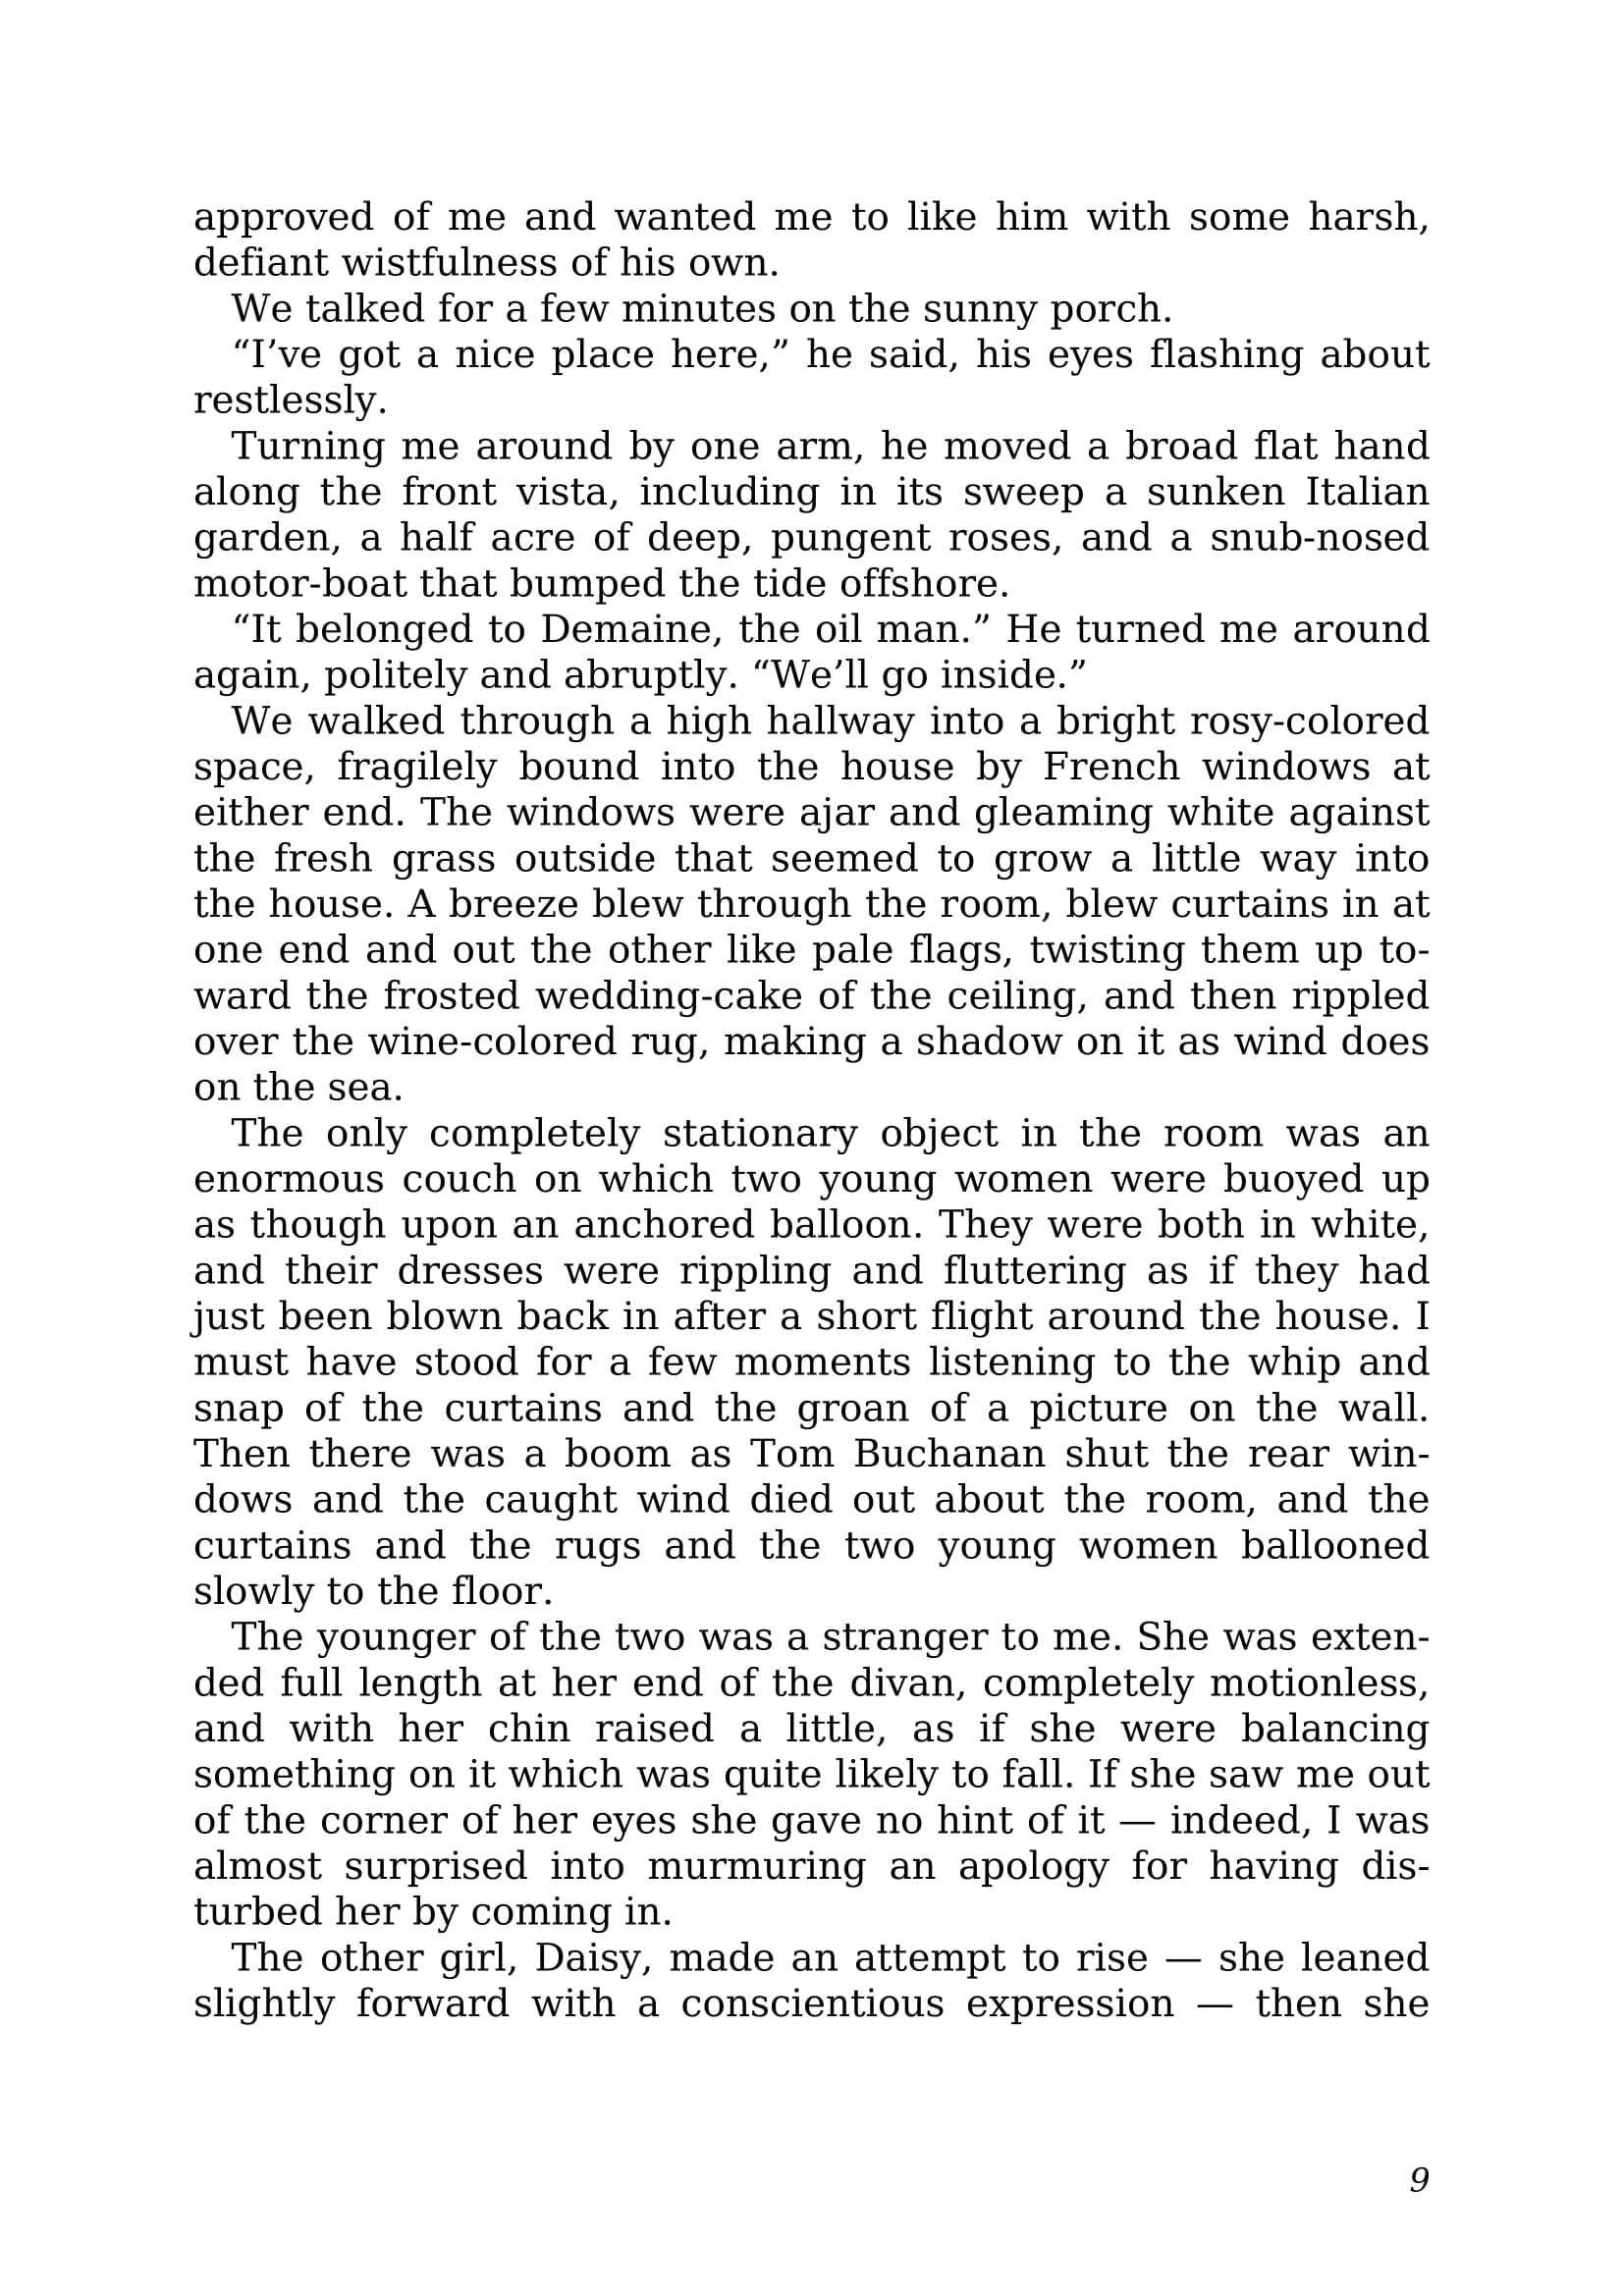 approved of me and wanted me to like him with some harsh,
defiant wistfulness of his own.
We talked for a few minutes on the sunny porch.
“I’ve got a nice place here,” he said, his eyes flashing about
restlessly.
Turning me around by one arm, he moved a broad flat hand
along the front vista, including in its sweep a sunken Italian
garden, a half acre of deep, pungent roses, and a snub-nosed
motor-boat that bumped the tide offshore.
“It belonged to Demaine, the oil man.” He turned me around
again, politely and abruptly. “We’ll go inside.”
We walked through a high hallway into a bright rosy-colored
space, fragilely bound into the house by French windows at
either end. The windows were ajar and gleaming white against
the fresh grass outside that seemed to grow a little way into
the house. A breeze blew through the room, blew curtains in at
one end and out the other like pale flags, twisting them up to-
ward the frosted wedding-cake of the ceiling, and then rippled
over the wine-colored rug, making a shadow on it as wind does
on the sea.
The only completely stationary object in the room was an
enormous couch on which two young women were buoyed up
as though upon an anchored balloon. They were both in white,
and their dresses were rippling and fluttering as if they had
just been blown back in after a short flight around the house. I
must have stood for a few moments listening to the whip and
snap of the curtains and the groan of a picture on the wall.
Then there was a boom as Tom Buchanan shut the rear win-
dows and the caught wind died out about the room, and the
curtains and the rugs and the two young women ballooned
slowly to the floor.
The younger of the two was a stranger to me. She was exten-
ded full length at her end of the divan, completely motionless,
and with her chin raised a little, as if she were balancing
something on it which was quite likely to fall. If she saw me out
of the corner of her eyes she gave no hint of it — indeed, I was
almost surprised into murmuring an apology for having dis-
turbed her by coming in.
The other girl, Daisy, made an attempt to rise — she leaned
slightly forward with a conscientious expression — then she
9